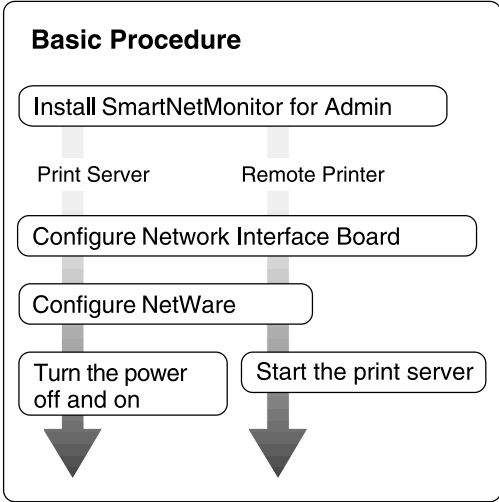 Basic Procedure
Install SmartNetMonitor for Admin
Print Server
Remote Printer
Configure Network Interface Board
Configure NetWare
Turn the power
off and on
Start the print server